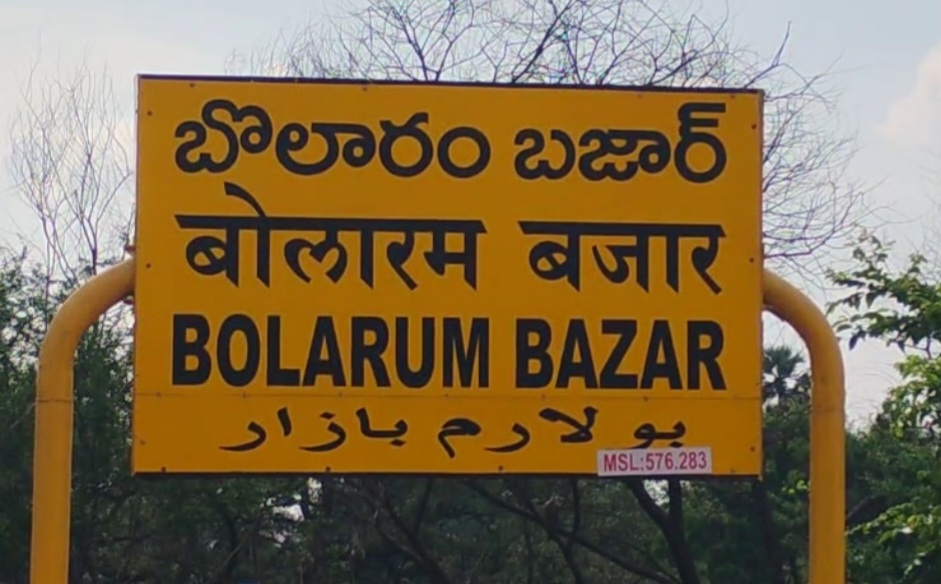 బొలారం బజార్
बोलारम बजार
BOLARUM BAZAR
بولارم بازار
MSL:576.283